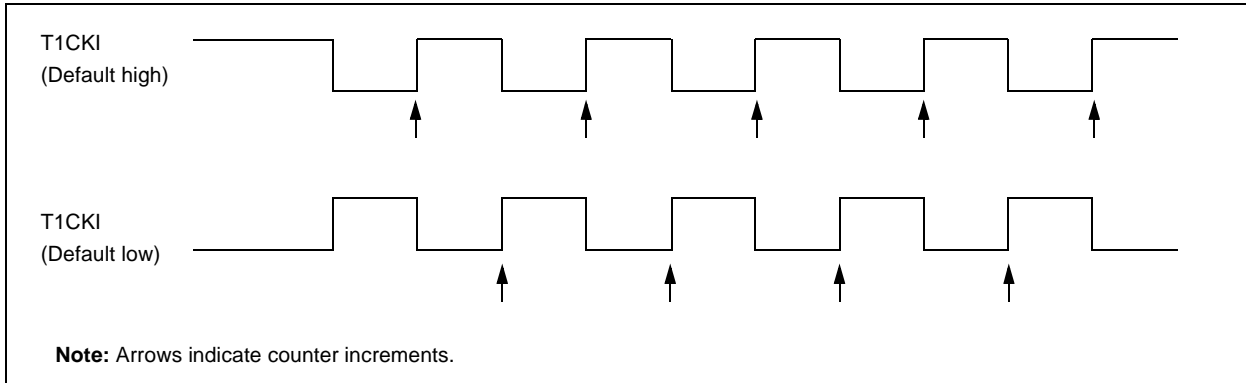 T1CKI
(Default high)
T1CKI
(Default low)
Note: Arrows indicate counter increments.